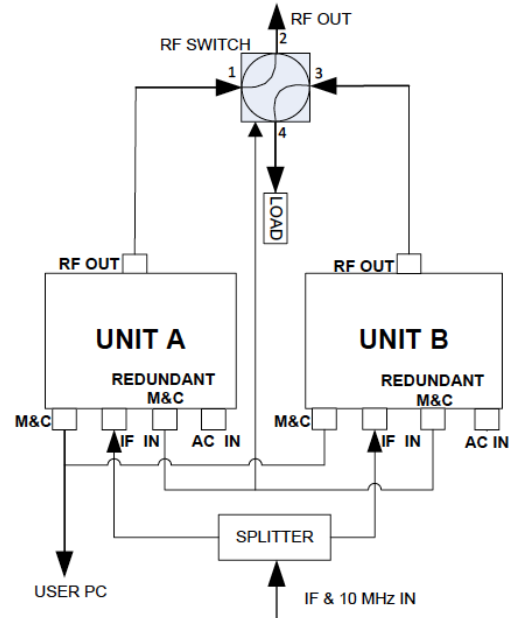 RF OUT
RF SWITCH
2
1
3
4
LOAD
RF OUT
RF OUT
UNIT A
UNIT B
REDUNDANT
M&C
REDUNDANT
M&C
M&C
IF IN
AC IN
M&C
IF IN
AC IN
SPLITTER
USER PC
IF & 10 MHz IN